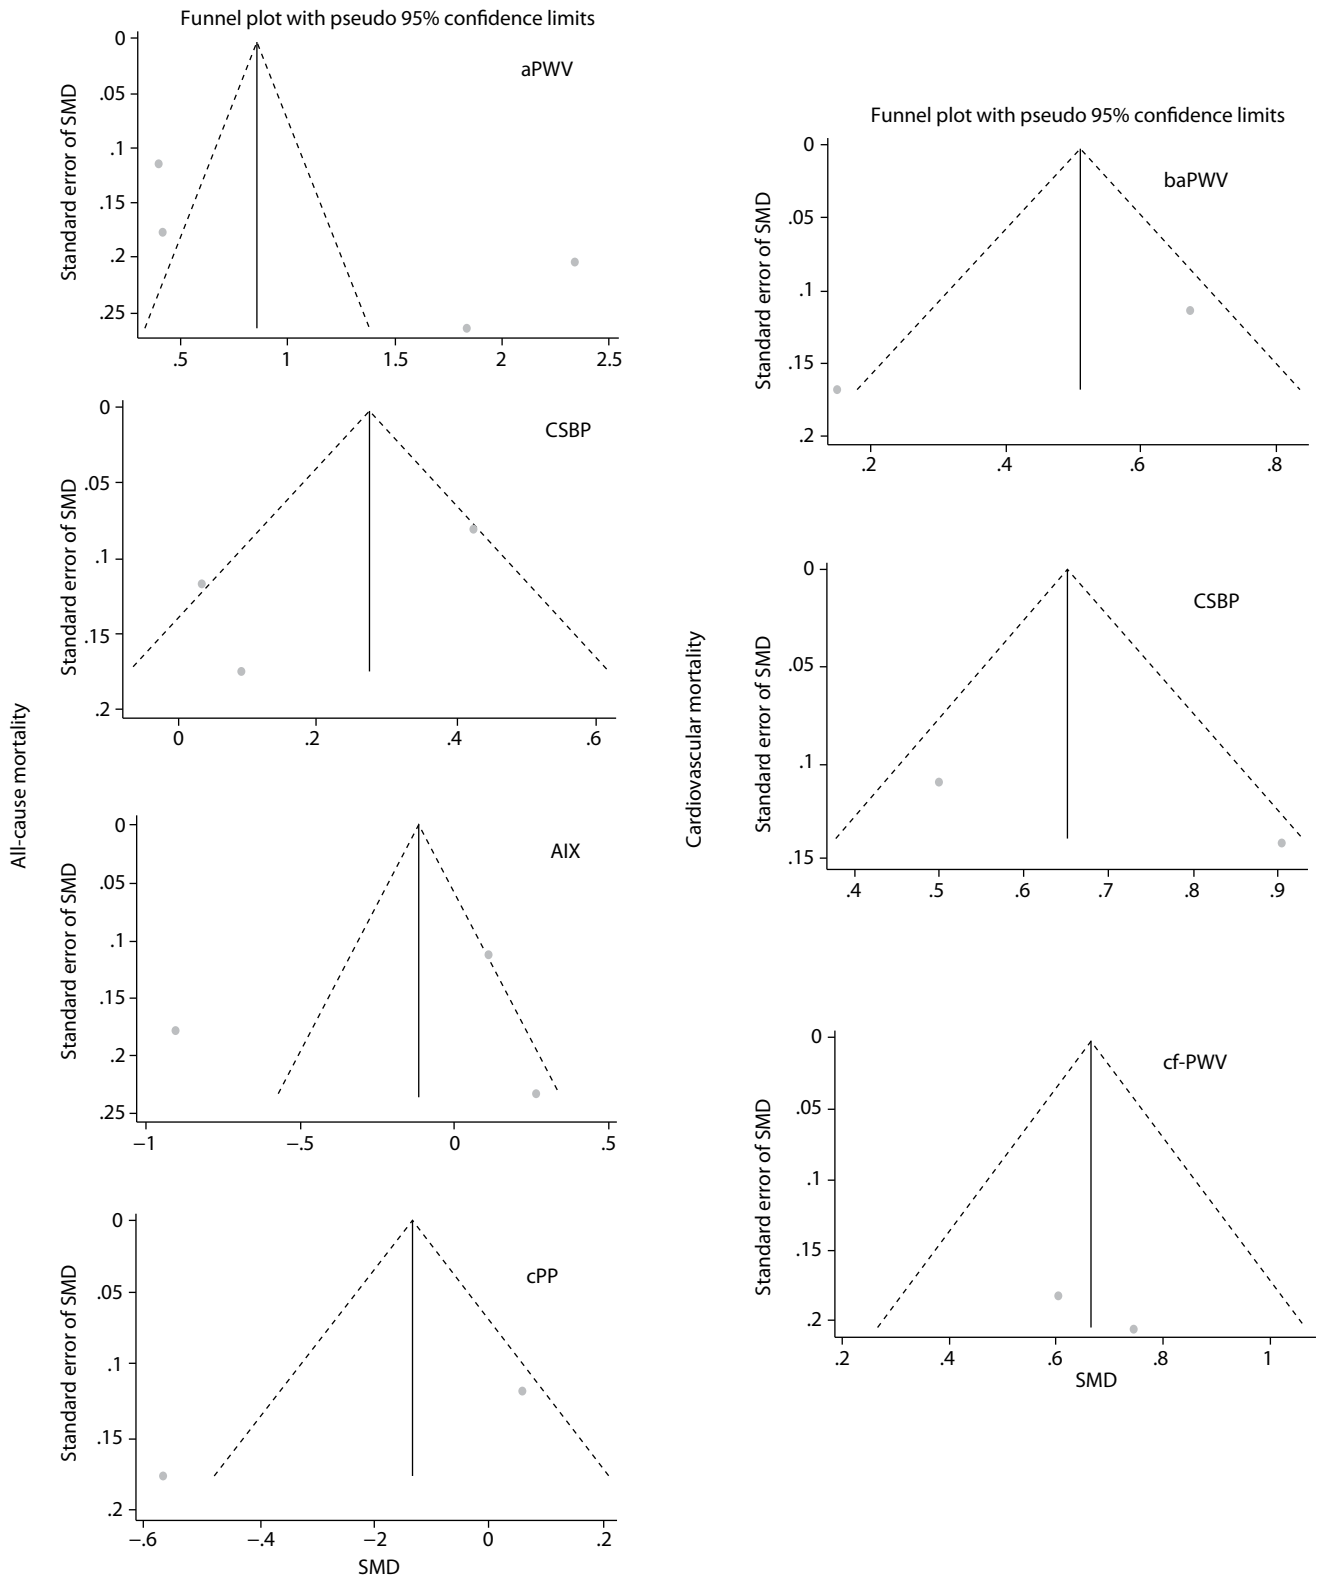 Funnel plot with pseudo 95% confidence limits
aPWV
Standard error of SMD
0
.05
.1
.15
.2
.25
.5 1 1.5 2 2.5
CSBP
Standard error of SMD
0
.05
.1
.15
.2
0 .2 .4 .6
All-cause mortality
AIX
Standard error of SMD
0
.05
.1
.15
.2
.25
−1 −.5 0 .5
cPP
Standard error of SMD
0
.05
.1
.15
.2
−.6 −.4 −2 0 .2
SMD
Funnel plot with pseudo 95% confidence limits
baPWV
Standard error of SMD
0
.05
.1
.15
.2
.2 .4 .6 .8
Cardiovascular mortality
CSBP
Standard error of SMD
0
.05
.1
.15
.4 .5 .6 .7 .8 .9
cf-PWV
Standard error of SMD
0
.05
.1
.15
.2
.2 .4 .6 .8 1
SMD